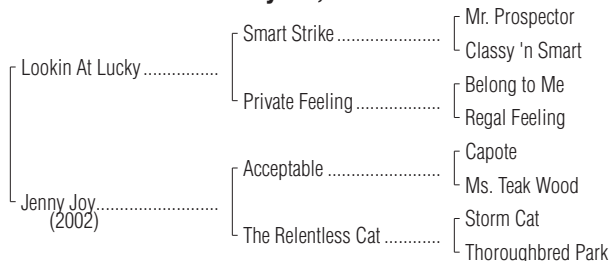 Mr. Prospector
Smart Strike ....................
Classy 'n Smart
Lookin At Lucky ................
Belong to Me
Private Feeling ................
Regal Feeling
Capote
Acceptable ....................
Ms. Teak Wood
Jenny Joy..........................
(2002)
Storm Cat
The Relentless Cat ............
Thoroughbred Park